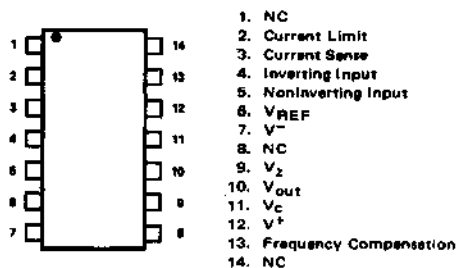 1 14
2 13
3 12
4 11
5 10
6 9
7 8
1. NC
2. Current Limit
3. Current Sense
4. Inverting Input
5. Noninverting Input
6. VREF
7. V−
8. NC
9. Vz
10. Vout
11. Vc
12. V+
13. Frequency Compensation
14. NC